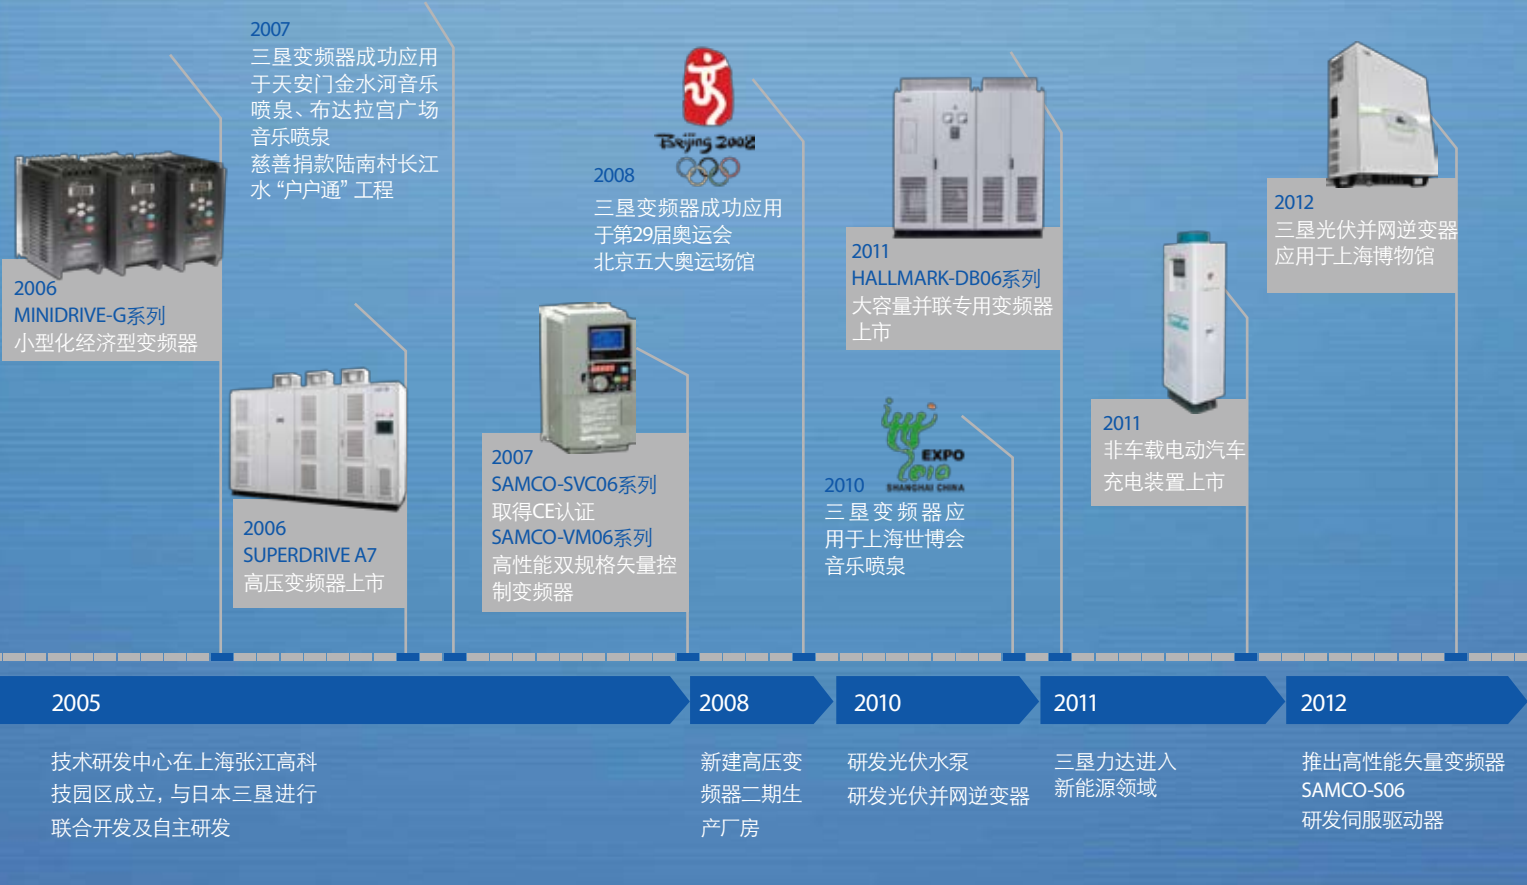 2006
MINIDRIVE-G系列
小型化经济型变频器
2006
SUPERDRIVE A7
高压变频器上市
2007
三垦变频器成功应用
于天安门金水河音乐
喷泉、布达拉宫广场
音乐喷泉
慈善捐款陆南村长江
水“户户通”工程
2007
SAMCO-SVC06系列
取得CE认证
SAMCO-VM06系列
高性能双规格矢量控
制变频器
Beijing 2008
2008
三垦变频器成功应用
于第29届奥运会
北京五大奥运场馆
EXPO
2010
SHANGHAI CHINA
2010
三垦变频器应
用于上海世博会
音乐喷泉
2011
HALLMARK-DB06系列
大容量并联专用变频器
上市
2011
非车载电动汽车
充电装置上市
2012
三垦光伏并网逆变器
应用于上海博物馆
2005
技术研发中心在上海张江高科
技园区成立，与日本三垦进行
联合开发及自主研发
2008
新建高压变
频器二期生
产厂房
2010
研发光伏水泵
研发光伏并网逆变器
2011
三垦力达进入
新能源领域
2012
推出高性能矢量变频器
SAMCO-S06
研发伺服驱动器